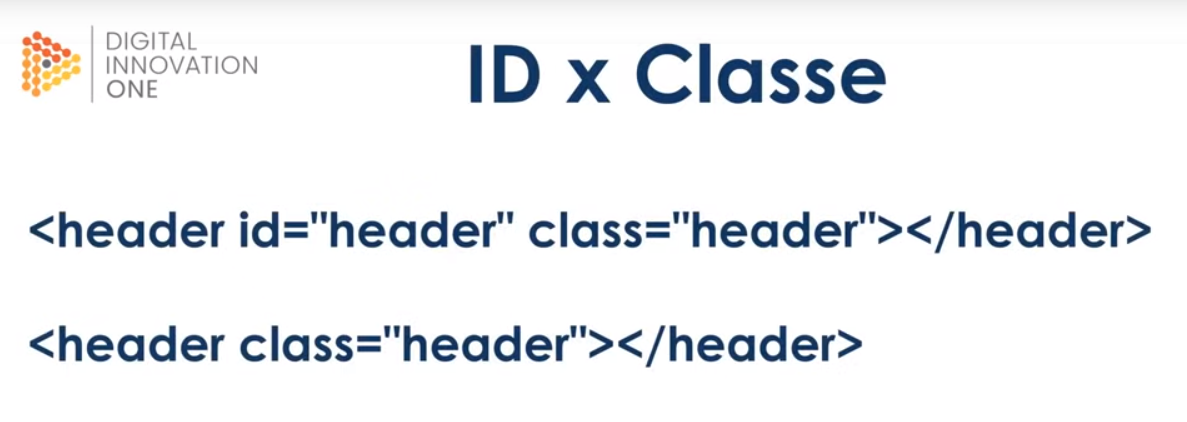 DIGITAL
INNOVATION
ONE
ID x Classe
<header id="header" class="header"></header>
<header class="header"></header>